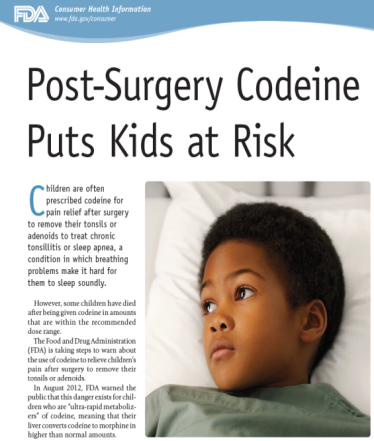 FDA
Consumer Health Information
www.fda.gov/consumer
Post-Surgery Codeine
Puts Kids at Risk
Children are often
prescribed codeine for
pain relief after surgery
to remove their tonsils or
adenoids to treat chronic
tonsillitis or sleep apnea, a
condition in which breathing
problems make it hard for
them to sleep soundly.
However, some children have died
after being given codeine in amounts
that are within the recommended
dose range.
The Food and Drug Administration
(FDA) is taking steps to warn about
the use of codeine to relieve children's
pain after surgery to remove their
tonsils or adenoids.
In August 2012, FDA warned the
public that this danger exists for chil-
dren who are "ultra-rapid metaboliz-
ers" of codeine, meaning that their
liver converts codeine to morphine in
higher than normal amounts.